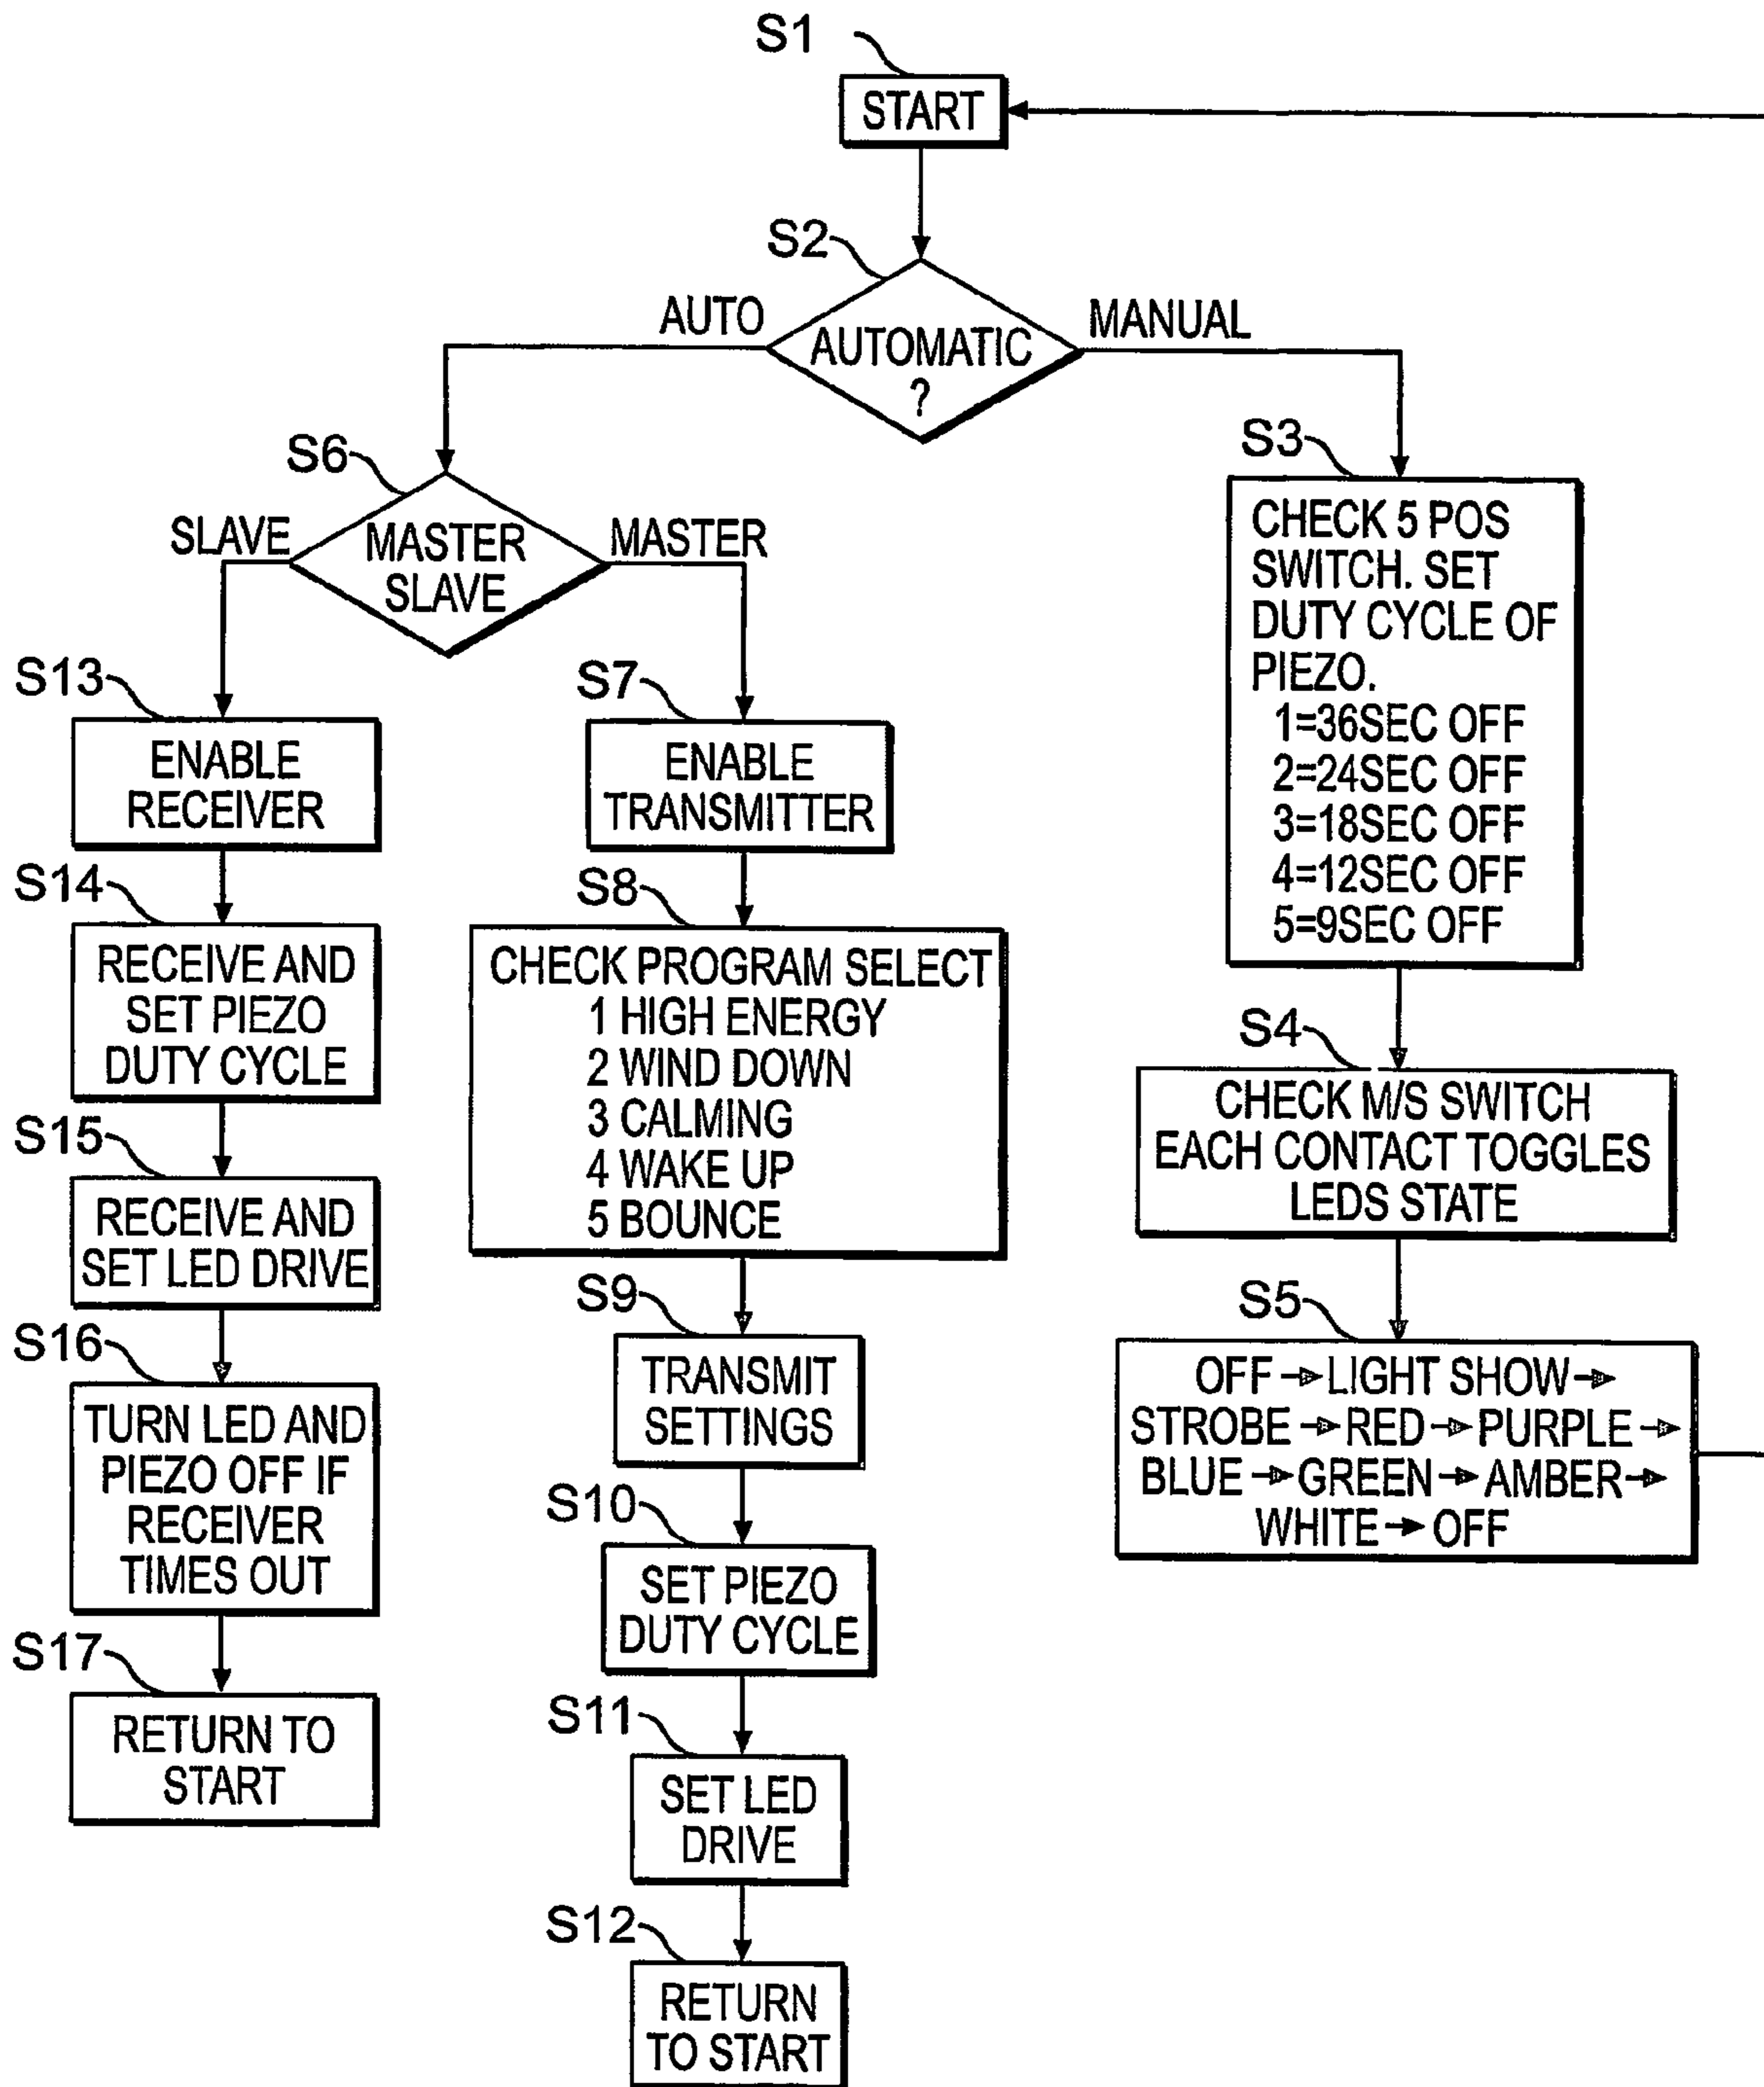 S1
START
S2
AUTO
AUTOMATIC
?
MANUAL
S6
SLAVE
MASTER
SLAVE
MASTER
S3
CHECK 5 POS
SWITCH. SET
DUTY CYCLE OF
PIEZO.
1=36SEC OFF
2=24SEC OFF
3=18SEC OFF
4=12SEC OFF
5=9SEC OFF
S4
CHECK M/S SWITCH
EACH CONTACT TOGGLES
LEDS STATE
S5
OFF → LIGHT SHOW →
STROBE → RED → PURPLE →
BLUE → GREEN → AMBER →
WHITE → OFF
S7
ENABLE
TRANSMITTER
S8
CHECK PROGRAM SELECT
1 HIGH ENERGY
2 WIND DOWN
3 CALMING
4 WAKE UP
5 BOUNCE
S9
TRANSMIT
SETTINGS
S10
SET PIEZO
DUTY CYCLE
S11
SET LED
DRIVE
S12
RETURN
TO START
S13
ENABLE
RECEIVER
S14
RECEIVE AND
SET PIEZO
DUTY CYCLE
S15
RECEIVE AND
SET LED DRIVE
S16
TURN LED AND
PIEZO OFF IF
RECEIVER
TIMES OUT
S17
RETURN TO
START